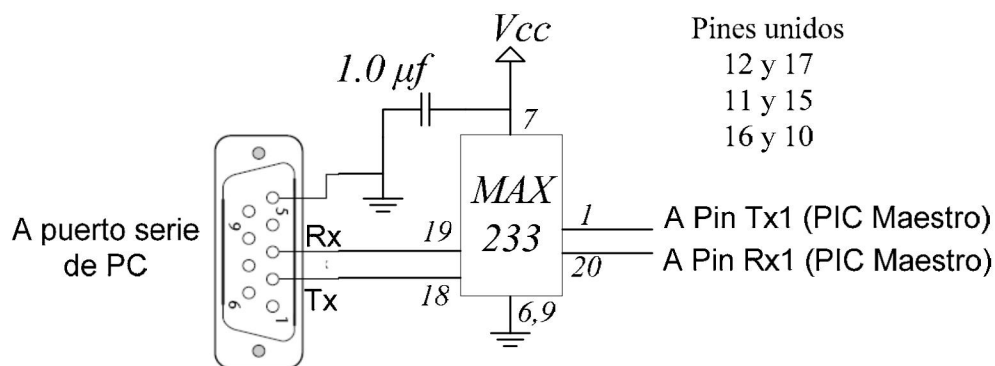 Vcc
1.0 µf
7
Pines unidos
12 y 17
11 y 15
16 y 10
A puerto serie
de PC
5
9
6
1
Rx
Tx
19
18
MAX
233
1
20
6,9
A Pin Tx1 (PIC Maestro)
A Pin Rx1 (PIC Maestro)